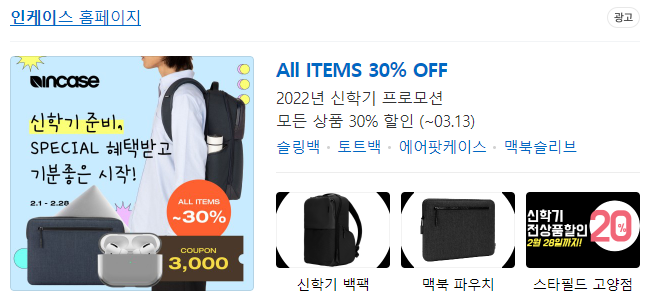 인케이스 홈페이지
광고
incase
신학기 준비,
SPECIAL 혜택받고
기분좋은 시작!
2.1 - 2.28
ALL ITEMS
~30%
COUPON
3,000
All ITEMS 30% OFF
2022년 신학기 프로모션
모든 상품 30% 할인 (~03.13)
슬링백 • 토트백 • 에어팟케이스 • 맥북슬리브
신학기
전상품할인
2월 28일까지!
20%
신학기 백팩
맥북 파우치
스타필드 고양점